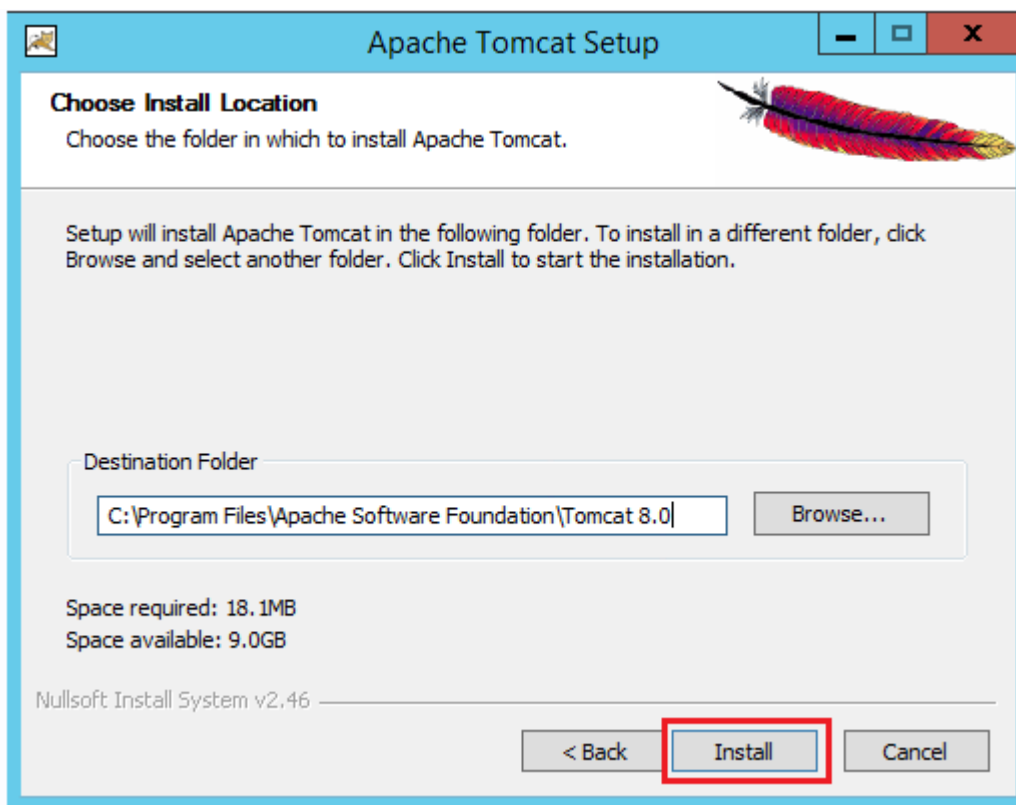 Apache Tomcat Setup
Choose Install Location
Choose the folder in which to install Apache Tomcat.
Setup will install Apache Tomcat in the following folder. To install in a different folder, click
Browse and select another folder. Click Install to start the installation.
Destination Folder
C:\Program Files\Apache Software Foundation\Tomcat 8.0
Browse...
Space required: 18.1MB
Space available: 9.0GB
Nullsoft Install System v2.46
< Back
Install
Cancel